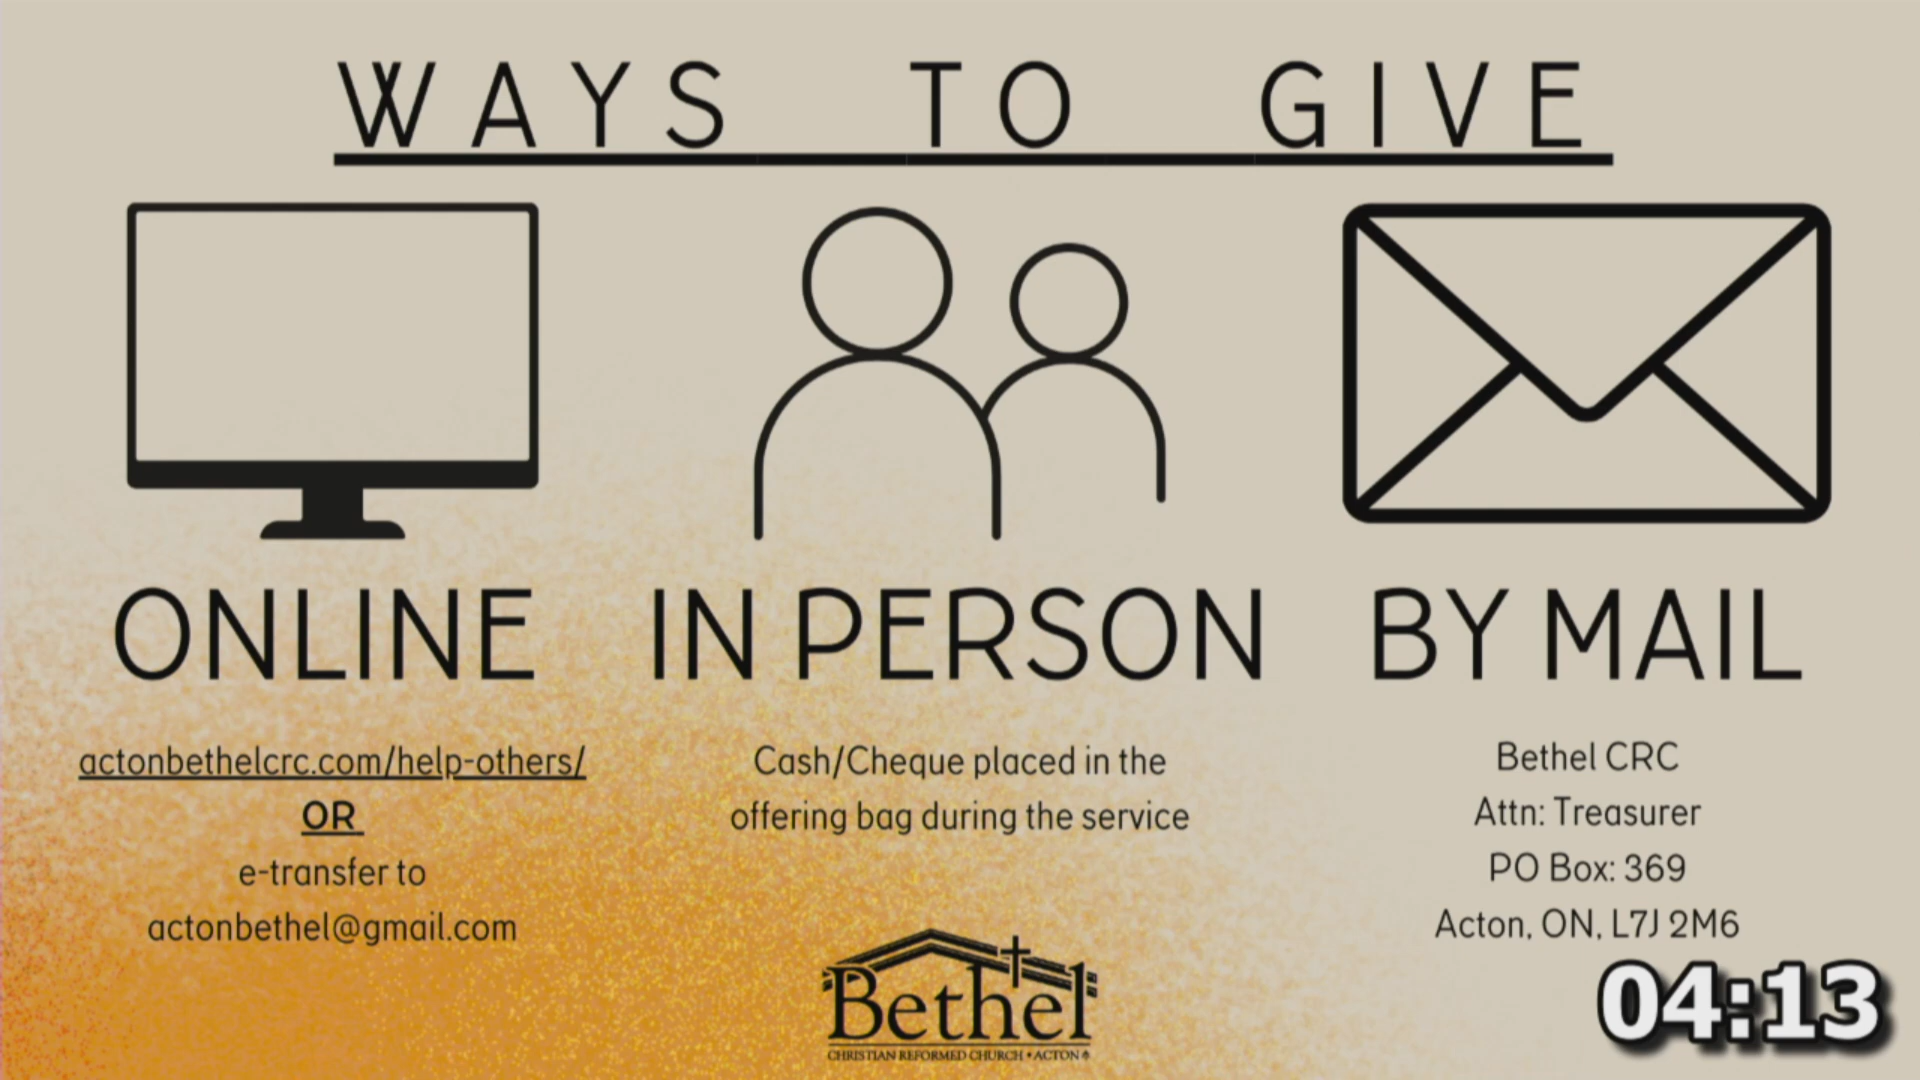 WAYS TO GIVE
ONLINE
actonbethelcrc.com/help-others/
OR
e-transfer to
actonbethel@gmail.com
IN PERSON
Cash/Cheque placed in the
offering bag during the service
BY MAIL
Bethel CRC
Attn: Treasurer
PO Box: 369
Acton, ON, L7J 2M6
Bethel
CHRISTIAN REFORMED CHURCH • ACTON
04:13